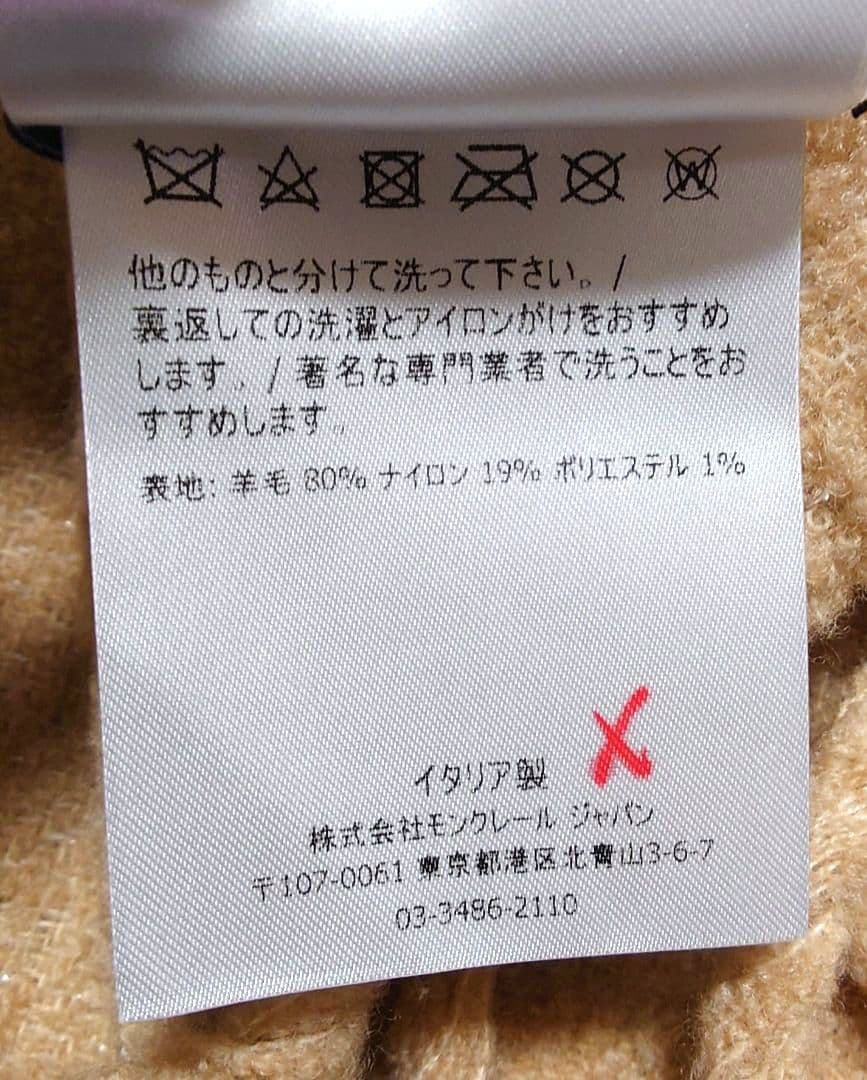 他のものと分けて洗って下さい。/
裏返しての洗濯とアイロンがけをおすすめ
します。/ 著名な専門業者で洗うことをお
すすめします。
表地: 羊毛 80% ナイロン 19% ポリエステル 1%
イタリア製
株式会社モンクレール ジャパン
〒107-0061 東京都港区北青山3-6-7
03-3486-2110